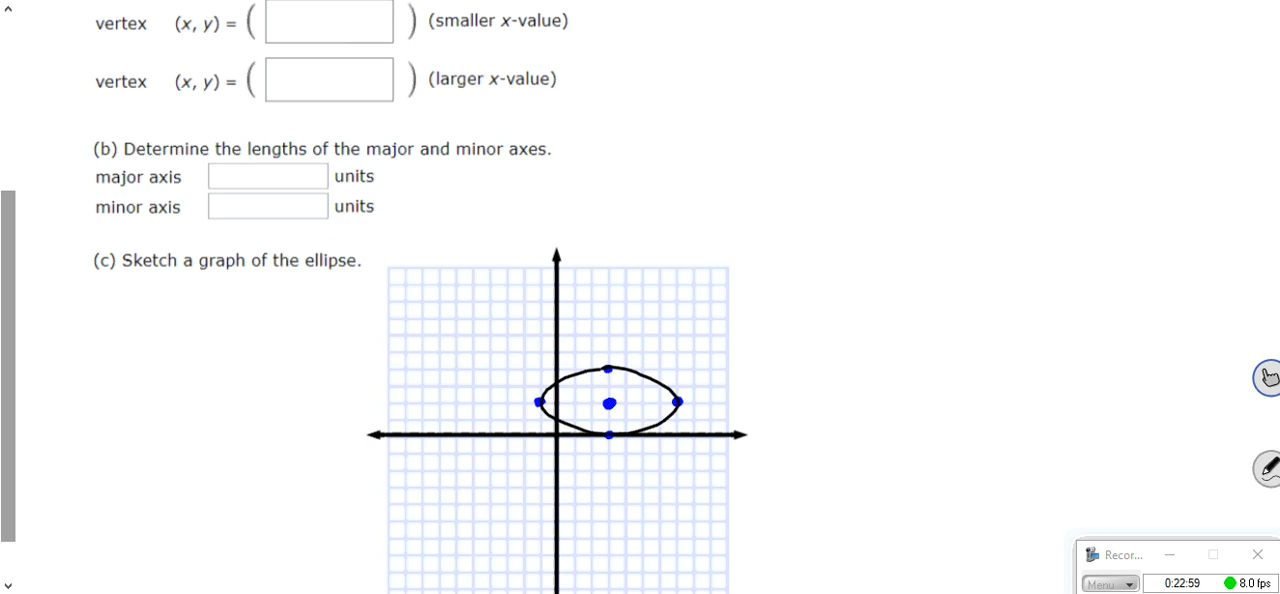 vertex (x, y) = ( ) (smaller x-value)
vertex (x, y) = ( ) (larger x-value)
(b) Determine the lengths of the major and minor axes.
major axis units
minor axis units
(c) Sketch a graph of the ellipse.
Recor...
Menu 0:22:59 8.0 fps